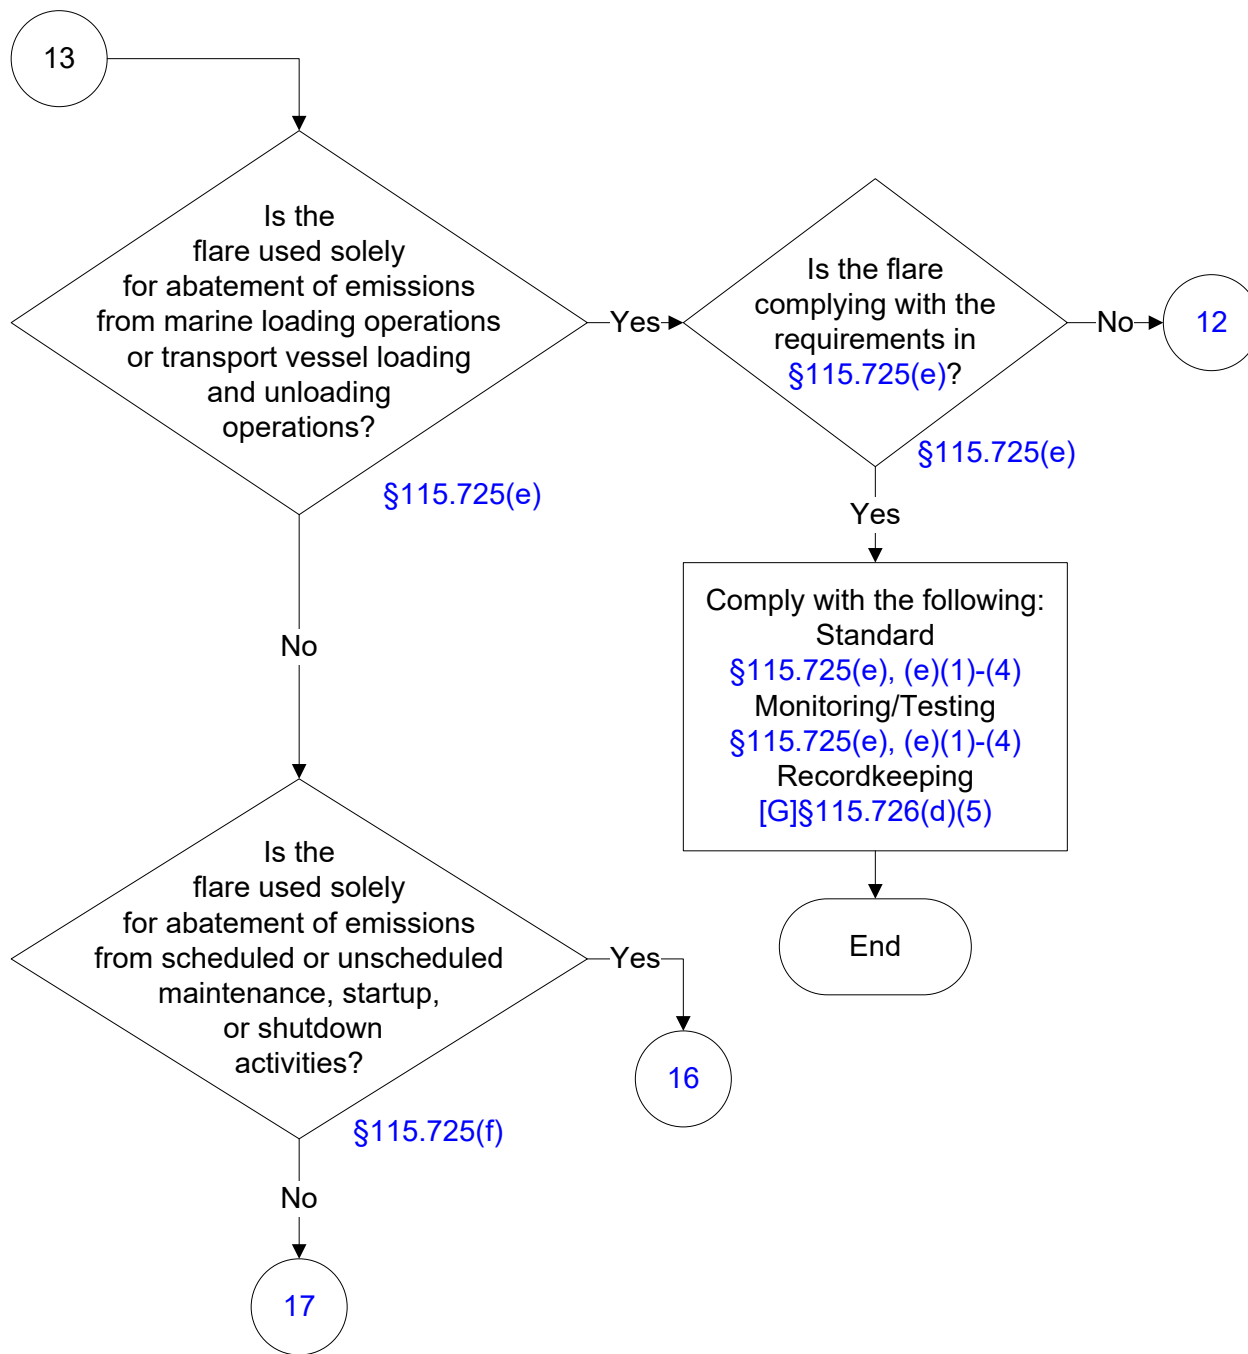 13
Is the
flare used solely
for abatement of emissions
from marine loading operations
or transport vessel loading
and unloading
operations?
§115.725(e)
Yes
Is the flare
complying with the
requirements in
§115.725(e)?
§115.725(e)
No
12
Yes
Comply with the following:
Standard
§115.725(e), (e)(1)-(4)
Monitoring/Testing
§115.725(e), (e)(1)-(4)
Recordkeeping
[G]§115.726(d)(5)
End
No
Is the
flare used solely
for abatement of emissions
from scheduled or unscheduled
maintenance, startup,
or shutdown
activities?
§115.725(f)
Yes
16
No
17